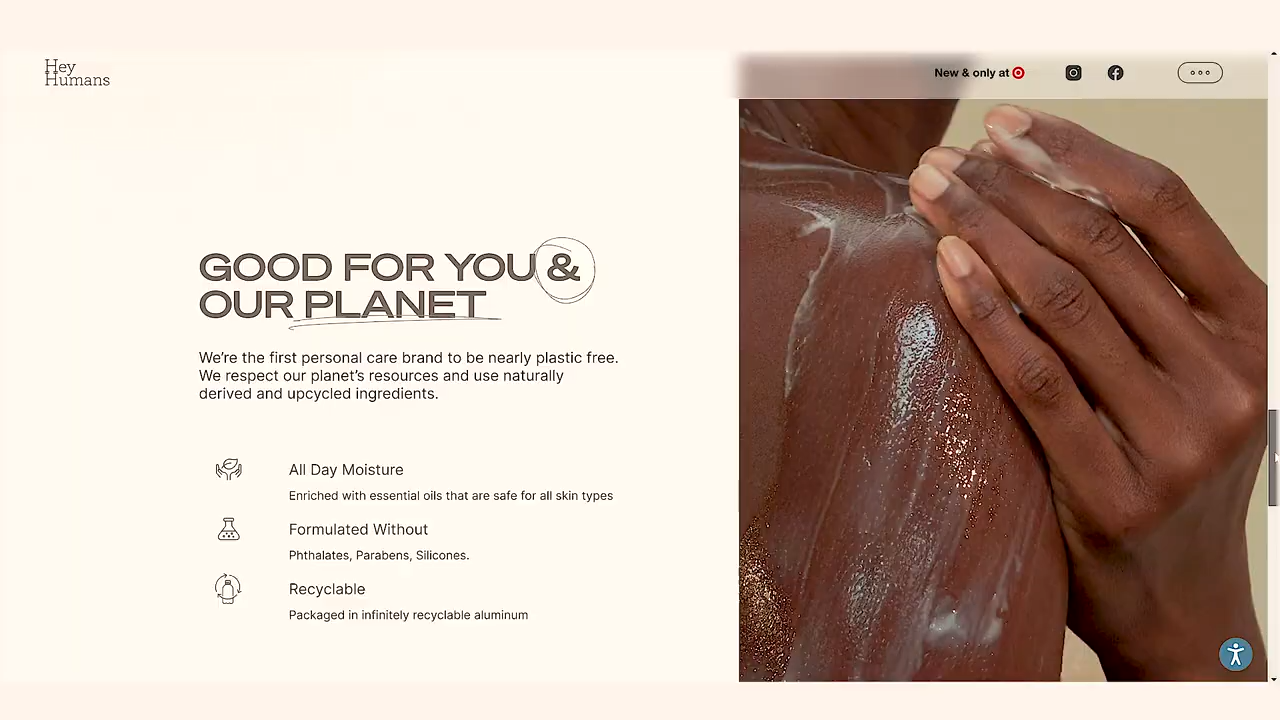 Hey
Humans
New & only at
GOOD FOR YOU &
OUR PLANET
We’re the first personal care brand to be nearly plastic free.
We respect our planet’s resources and use naturally
derived and upcycled ingredients.
All Day Moisture
Enriched with essential oils that are safe for all skin types
Formulated Without
Phthalates, Parabens, Silicones.
Recyclable
Packaged in infinitely recyclable aluminum